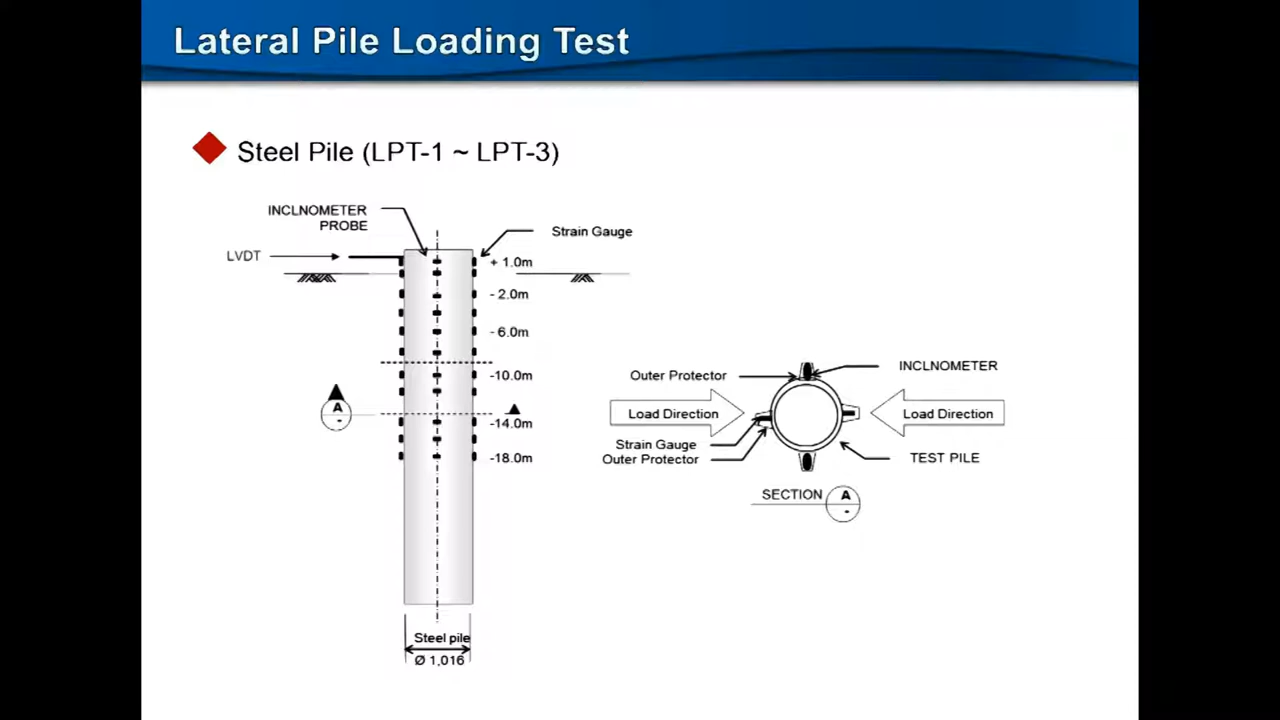 Lateral Pile Loading Test
Steel Pile (LPT-1 ~ LPT-3)
INCLNOMETER
PROBE
Strain Gauge
LVDT
+ 1.0m
- 2.0m
- 6.0m
-10.0m
A
-
-14.0m
-18.0m
Steel pile
Ø 1,016
Outer Protector
INCLNOMETER
Load Direction
Load Direction
Strain Gauge
Outer Protector
TEST PILE
SECTION
A
-